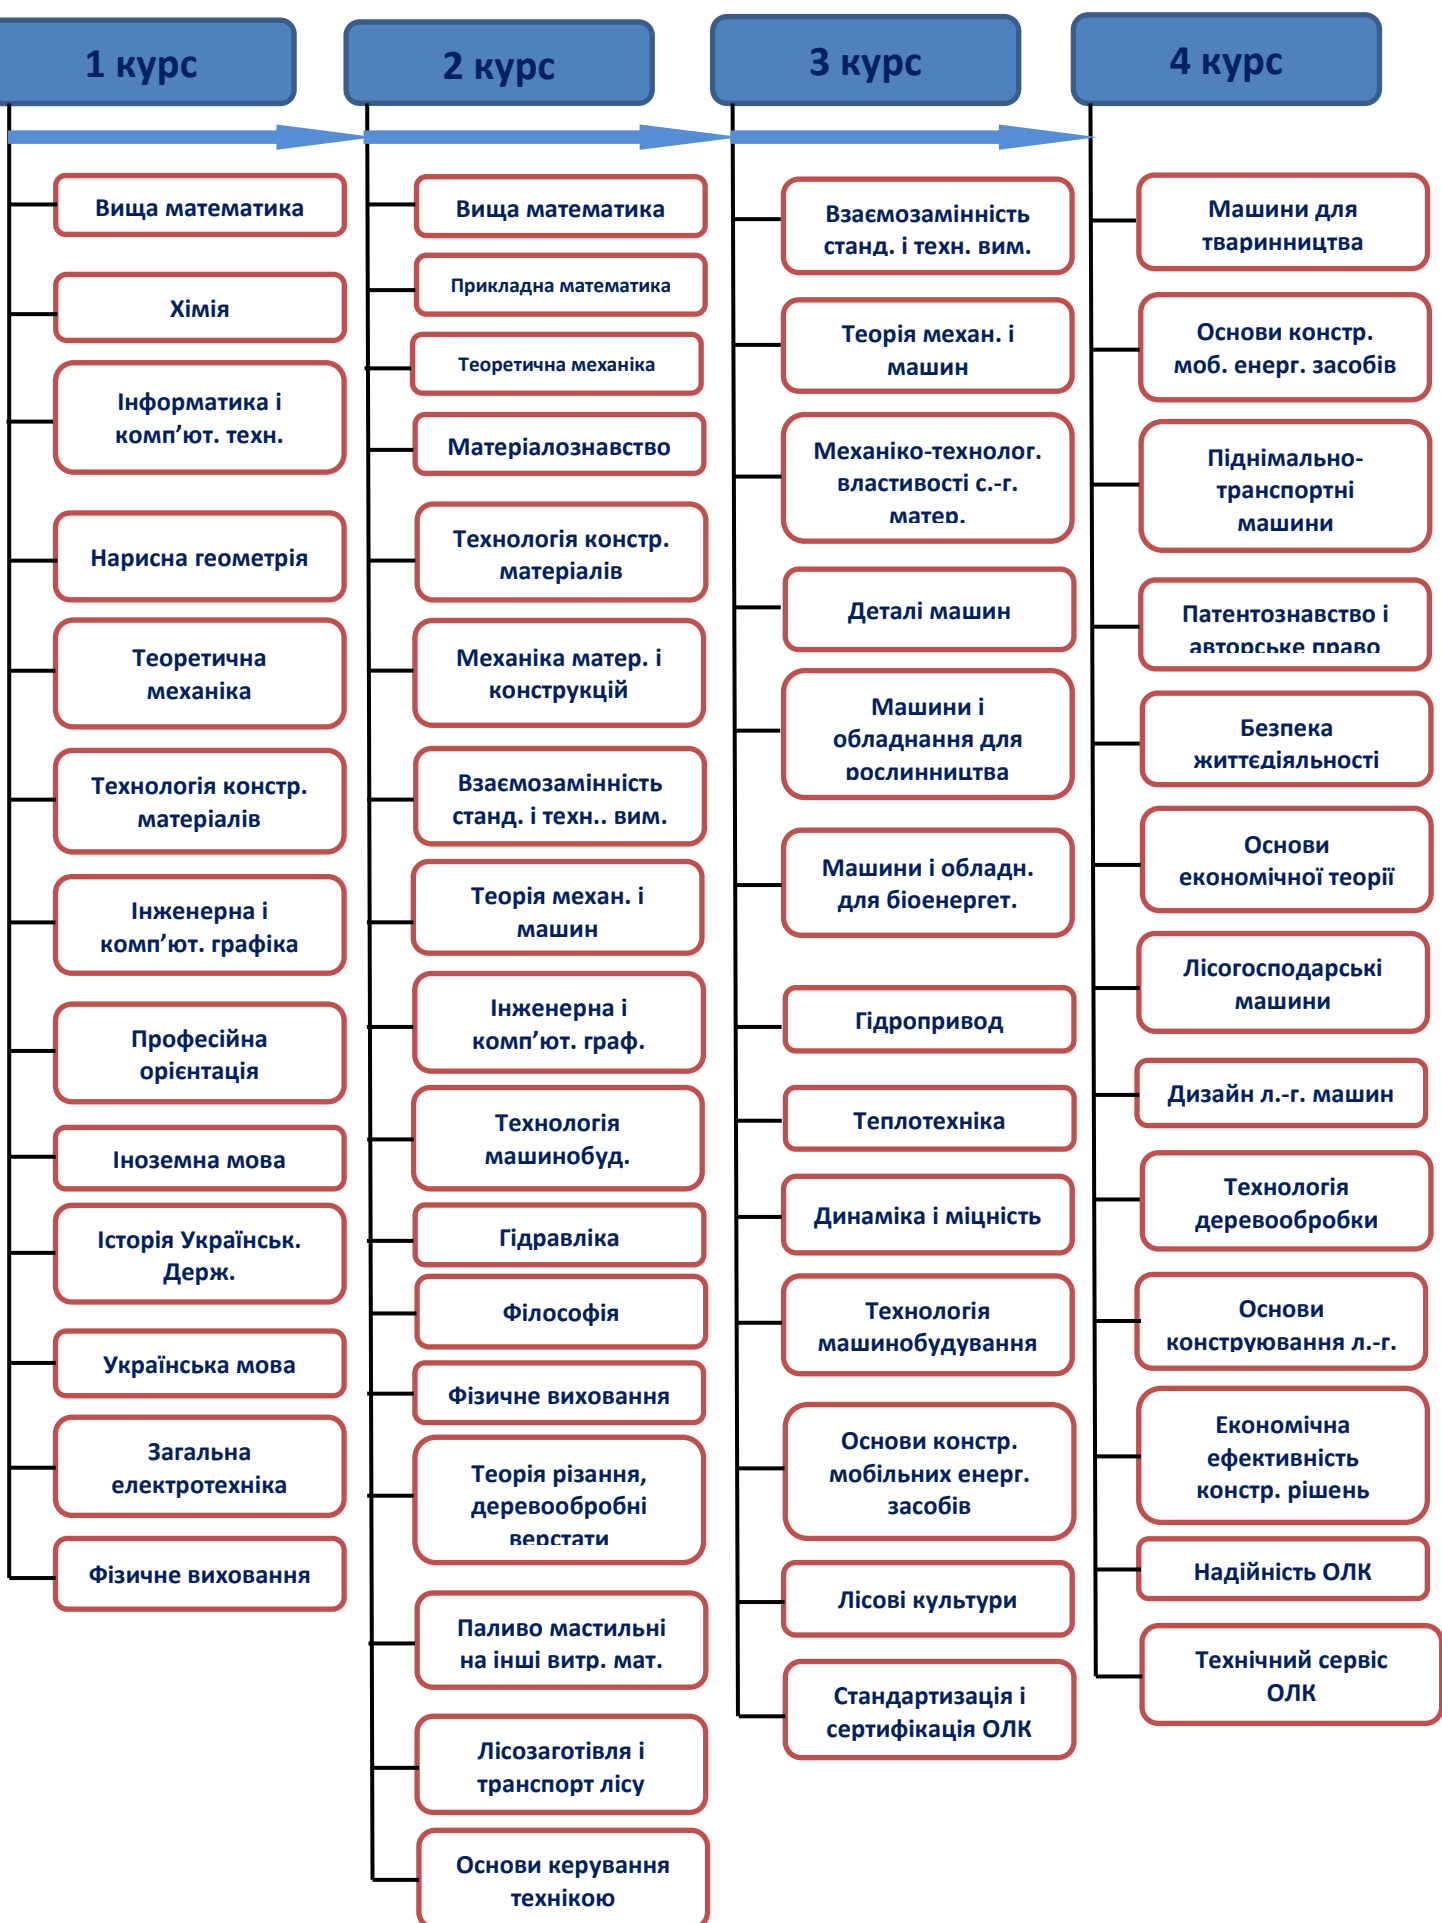 1 курс
Вища математика
Хімія
Інформатика і
комп’ют. техн.
Нарисна геометрія
Теоретична
механіка
Технологія констр.
матеріалів
Інженерна і
комп’ют. графіка
Професійна
орієнтація
Іноземна мова
Історія Українськ.
Держ.
Українська мова
Загальна
електротехніка
Фізичне виховання
2 курс
Вища математика
Прикладна математика
Теоретична механіка
Матеріалознавство
Технологія констр.
матеріалів
Механіка матер. і
конструкцій
Взаємозамінність
станд. і техн.. вим.
Теорія механ. і
машин
Інженерна і
комп’ют. граф.
Технологія
машинобуд.
Гідравліка
Філософія
Фізичне виховання
Теорія різання,
деревообробні
верстати
Паливо мастильні
на інші витр. мат.
Лісозаготівля і
транспорт лісу
Основи керування
технікою
3 курс
Взаємозамінність
станд. і техн. вим.
Теорія механ. і
машин
Механіко-технолог.
властивості с.-г.
матер.
Деталі машин
Машини і
обладнання для
рослинництва
Машини і обладн.
для біоенергет.
Гідропривод
Теплотехніка
Динаміка і міцність
Технологія
машинобудування
Основи констр.
мобільних енерг.
засобів
Лісові культури
Стандартизація і
сертифікація ОЛК
4 курс
Машини для
тваринництва
Основи констр.
моб. енерг. засобів
Піднімально-
транспортні
машини
Патентознавство і
авторське право
Безпека
життєдіяльності
Основи
економічної теорії
Лісогосподарські
машини
Дизайн л.-г. машин
Технологія
деревообробки
Основи
конструювання л.-г.
Економічна
ефективність
констр. рішень
Надійність ОЛК
Технічний сервіс
ОЛК